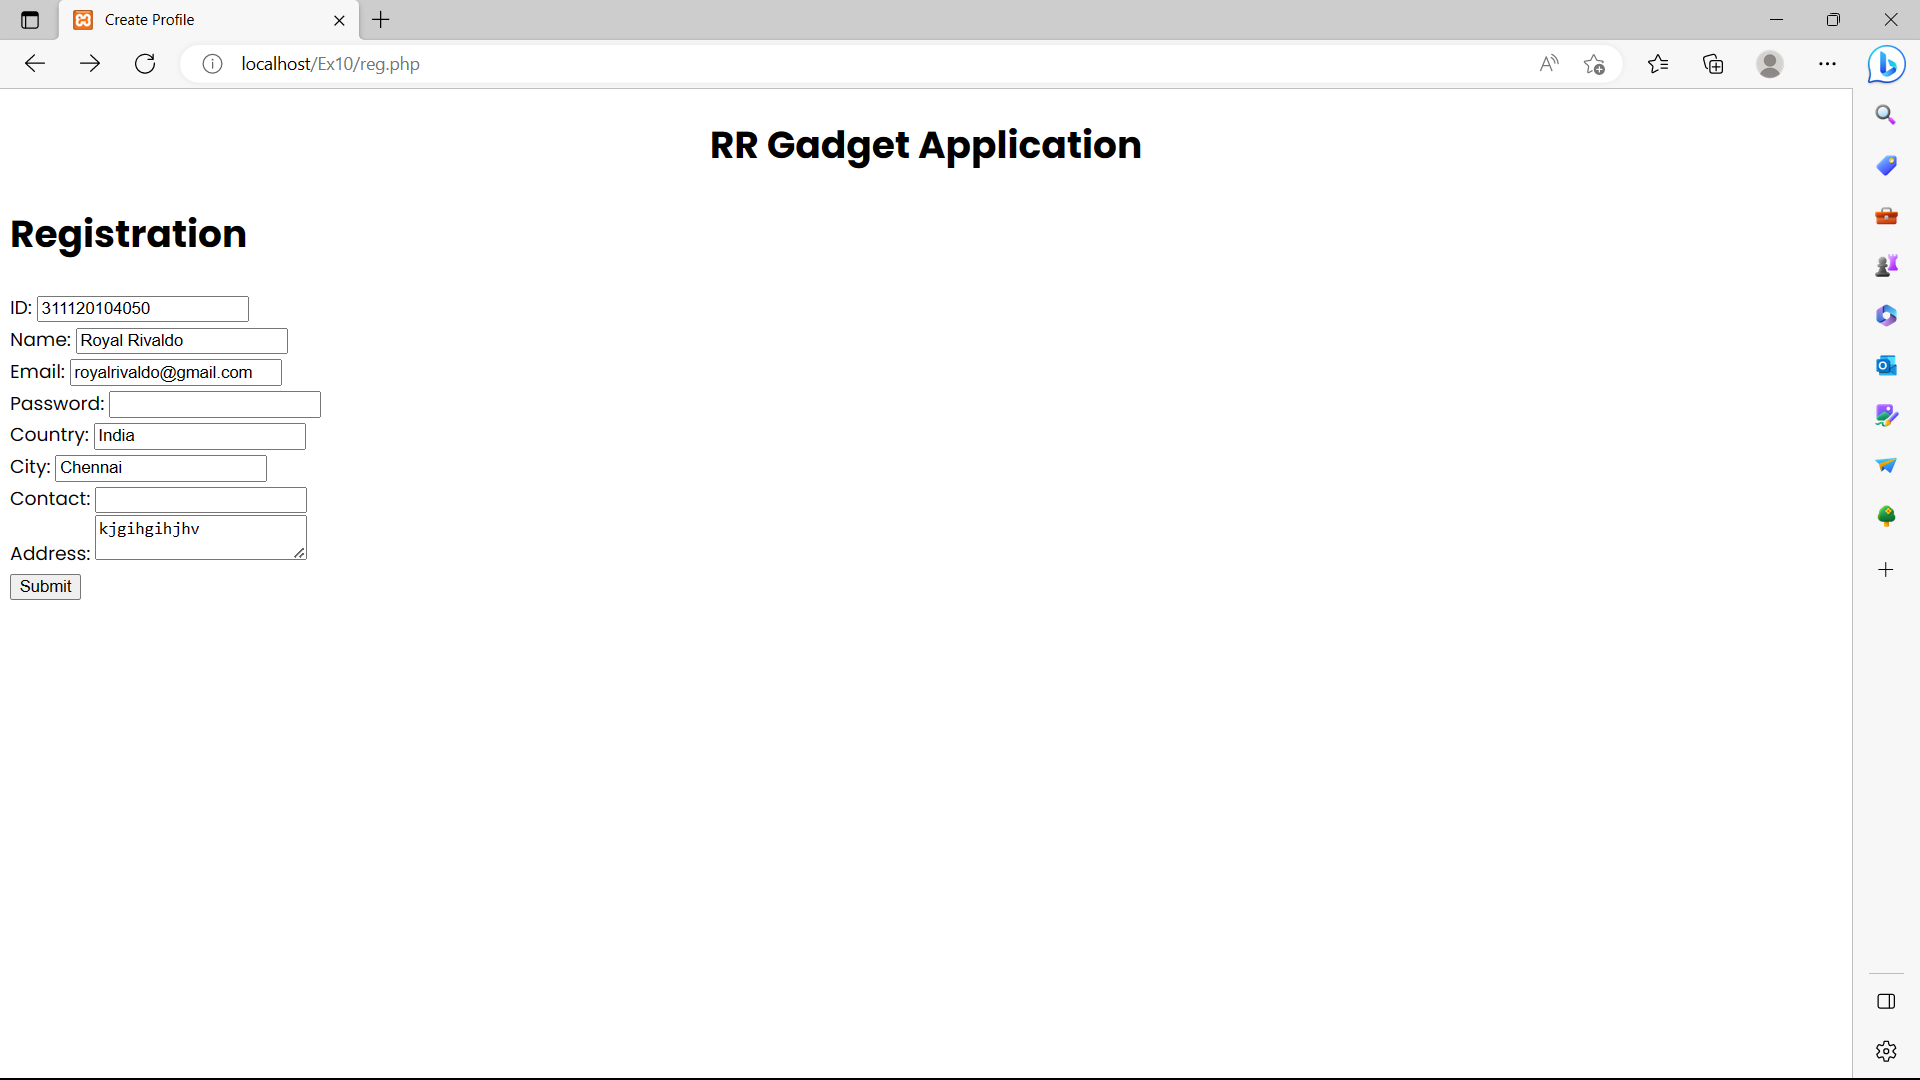 Create Profile
localhost/Ex10/reg.php
RR Gadget Application
Registration
ID: 311120104050
Name: Royal Rivaldo
Email: royalrivaldo@gmail.com
Password:
Country: India
City: Chennai
Contact:
Address: kjgihgihjhv
Submit